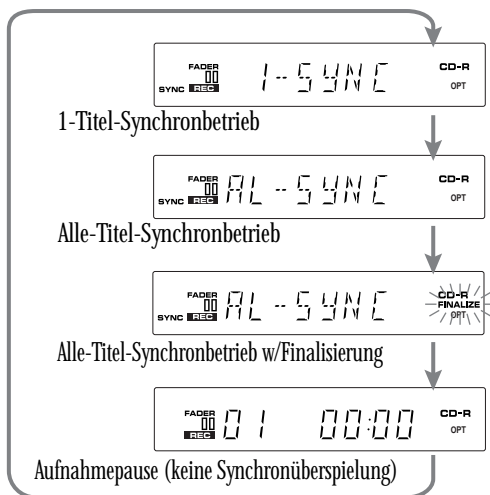 FADER
SYNC REC 1-SYNC CD-R OPT
1-Titel-Synchronbetrieb
FADER
SYNC REC AL-SYNC CD-R OPT
Alle-Titel-Synchronbetrieb
FADER
SYNC REC AL-SYNC CD-R FINALIZE OPT
Alle-Titel-Synchronbetrieb w/Finalisierung
FADER
REC 01 00:00 CD-R OPT
Aufnahmepause (keine Synchronüberspielung)